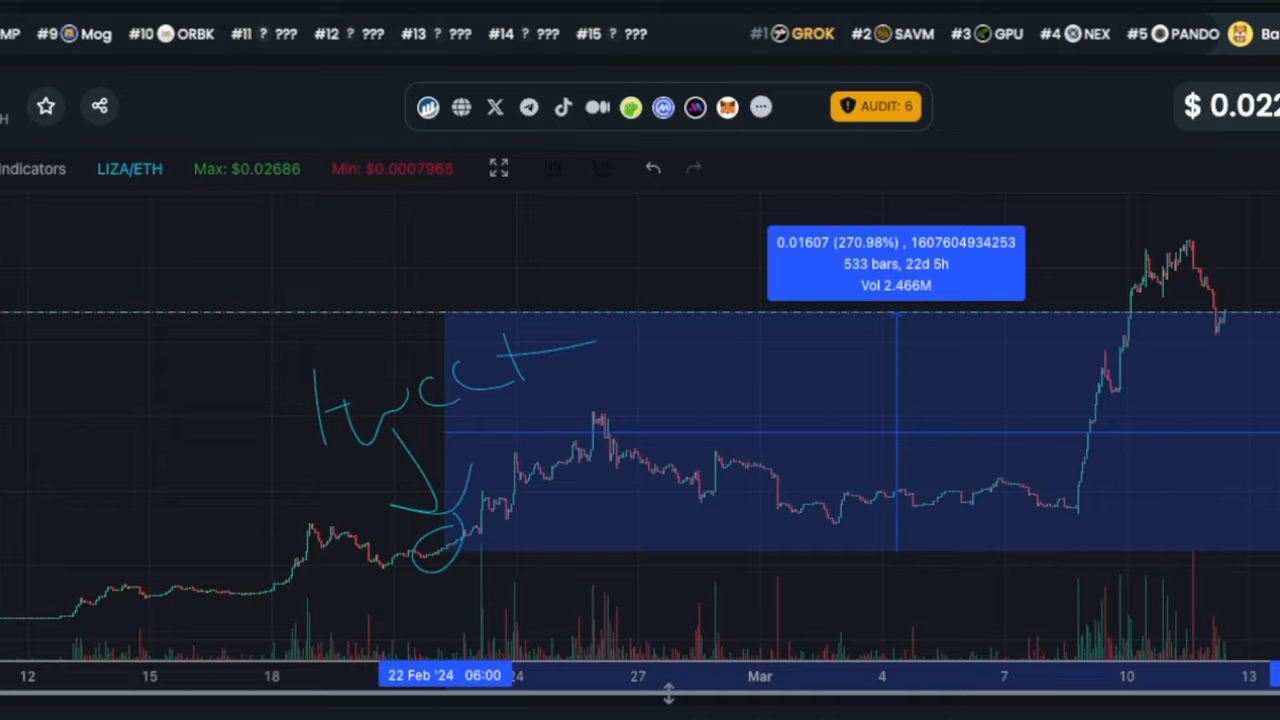 MP #9 Mog #10 ORBK #11 ? ??? #12 ? ??? #13 ? ??? #14 ? ??? #15 ? ??? #1 GROK #2 SAVM #3 GPU #4 NEX #5 PANDO Ba
H
AUDIT: 6
$ 0.022
Indicators LIZA/ETH Max: $0.02686 Min: $0.0007965
0.01607 (270.98%) , 1607604934253
533 bars, 22d 5h
Vol 2.466M
12 15 18 22 Feb '24 06:00 24 27 Mar 4 7 10 13